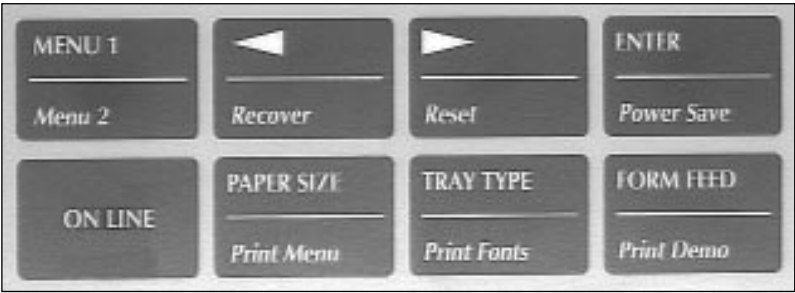 MENU 1
Menu 2
Recover
Reset
ENTER
Power Save
ON LINE
PAPER SIZE
Print Menu
TRAY TYPE
Print Fonts
FORM FEED
Print Demo